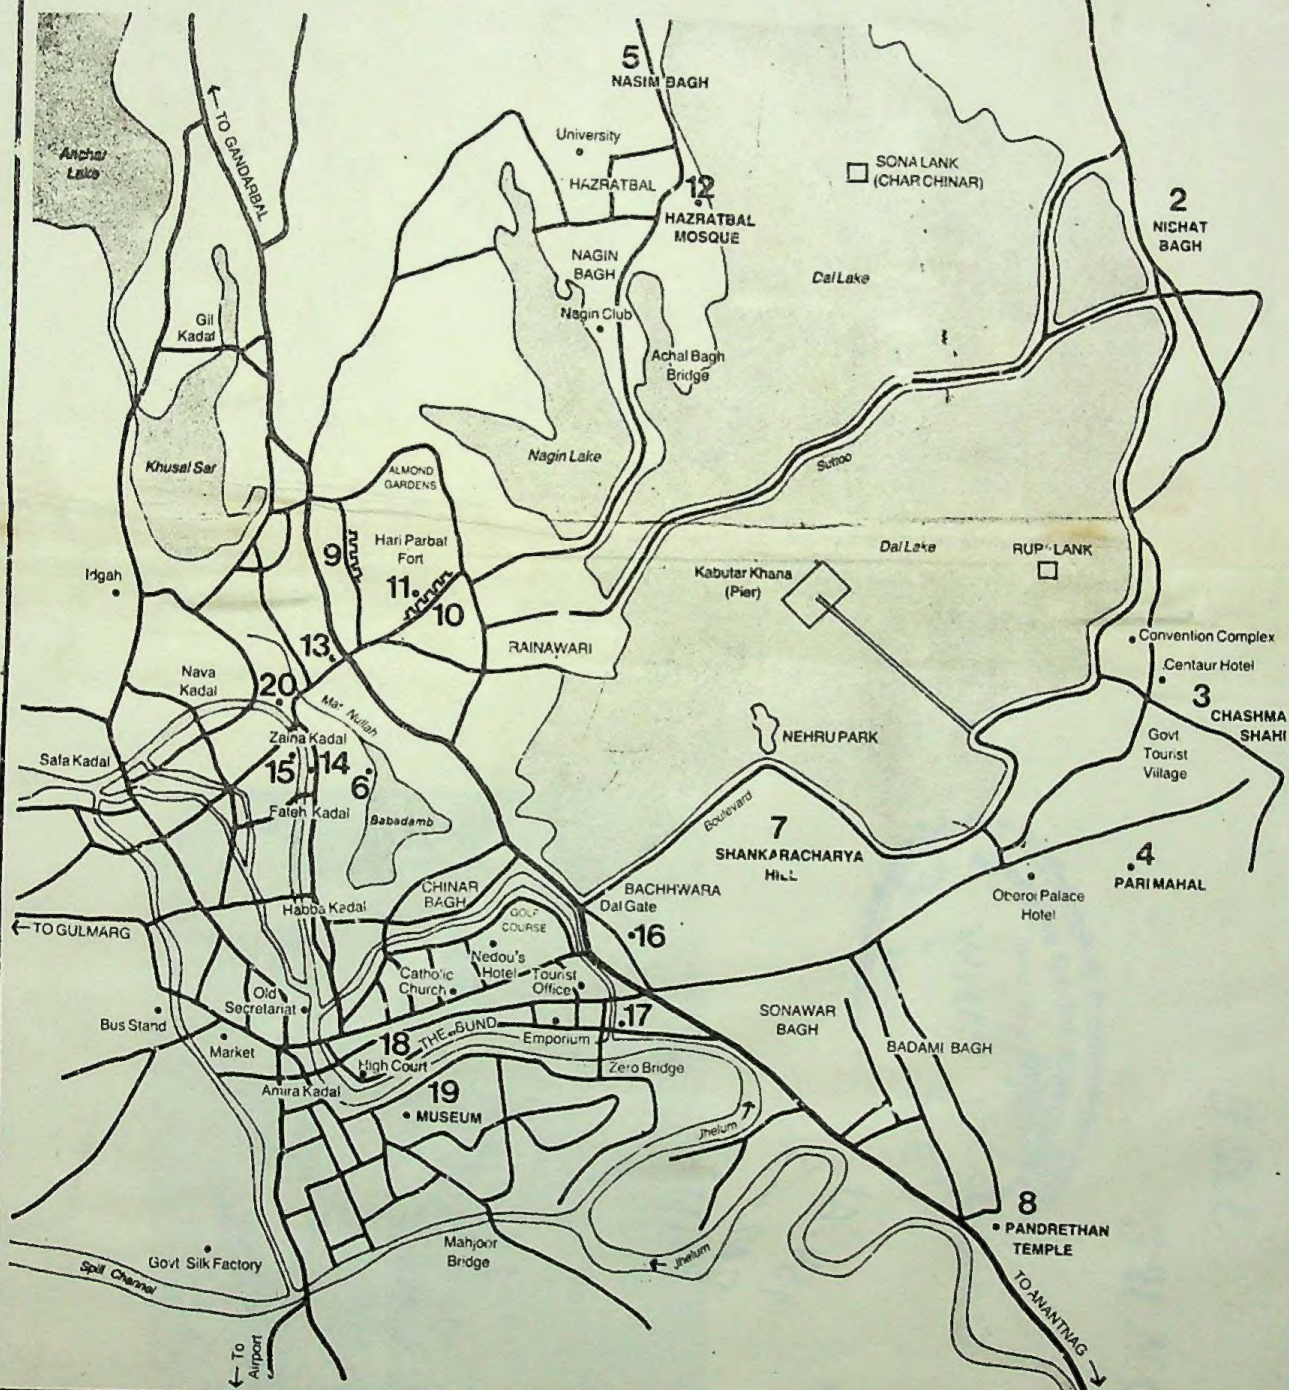 5
NASIM BAGH
Anchar
Lake
← TO GANDARBAL
University
HAZRATBAL
12
HAZRATBAL
MOSQUE
SONA LANK
(CHAR CHINAR)
2
NISHAT
BAGH
NAGIN
BAGH
Dal Lake
Gil
Kadal
Nagin Club
Achal Bagh
Bridge
Khusal Sar
ALMOND
GARDENS
Nagin Lake
Suttoo
9
Hari Parbat
Fort
11
10
Idgah
Dal Lake
LANK
Kabutar Khana
(Pier)
13
RAINAWARI
Convention Complex
Centaur Hotel
3
CHASHMA
SHAHI
Nava
Kadal
20
Mar Nullah
Zaina Kadal
NEHRU PARK
Govt
Tourist
Village
Safa Kadal
15
14
6
Fateh Kadal
Babadamb
Boulevard
7
SHANKARACHARYA
HILL
4
PARI MAHAL
Oberoi Palace
Hotel
CHINAR
BAGH
BACHHWARA
Dal Gate
Habba Kadal
← TO GULMARG
GOLF
COURSE
16
Nedou's
Hotel
Catholic
Church
Tourist
Office
Old
Secretariat
SONAWAR
BAGH
Bus Stand
17
THE BUND
Emporium
18
BADAMI BAGH
Market
High Court
Zero Bridge
Amira Kadal
19
MUSEUM
Jhelum
8
PANDRETHAN
TEMPLE
Mahjoor
Bridge
Jhelum
Govt Silk Factory
Spill Channel
TO ANANTNAG →
← To
Airport